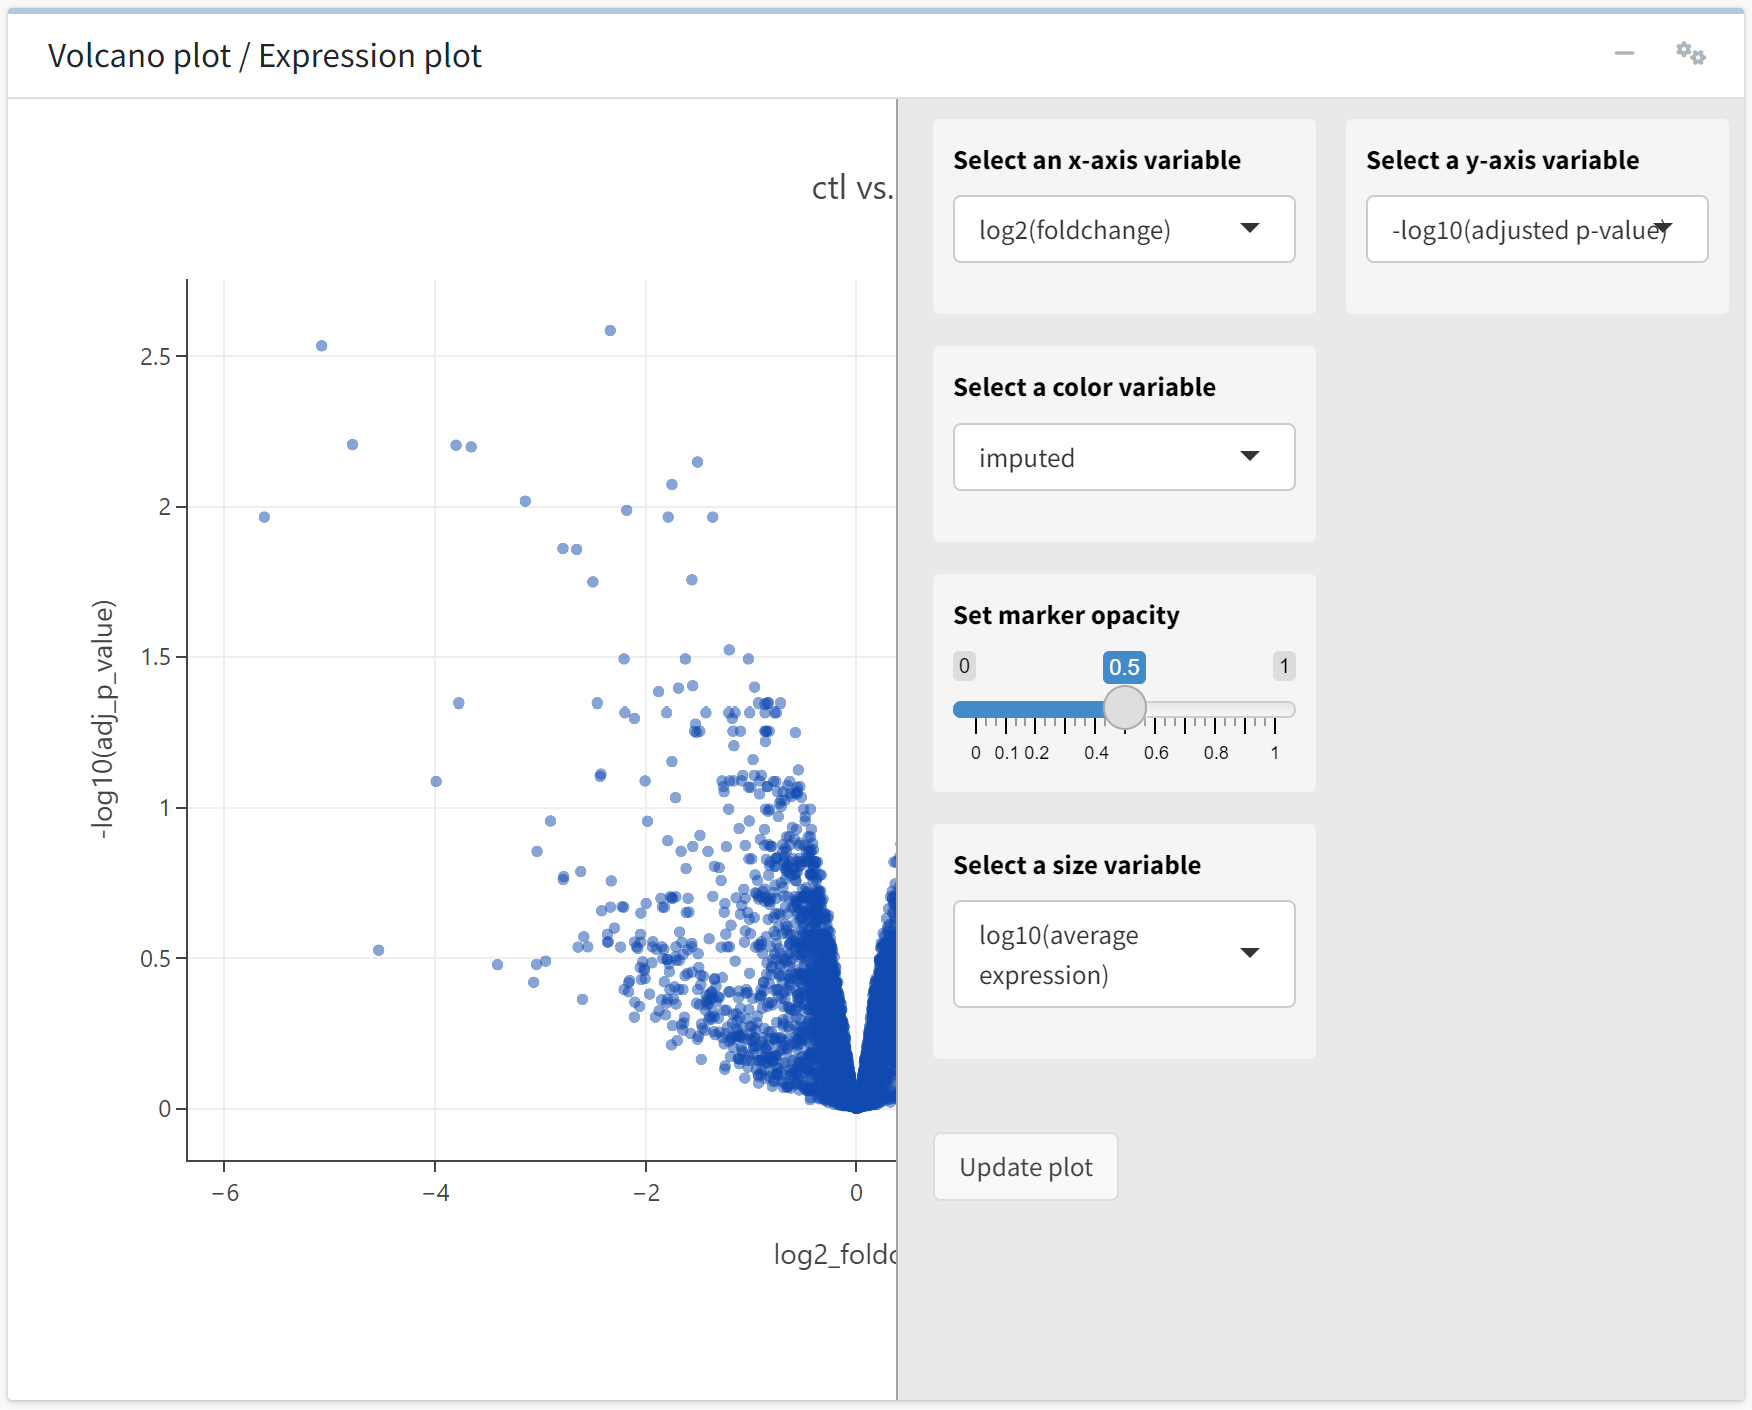 Volcano plot / Expression plot
ctl vs.
2.5
2
1.5
1
0.5
0
-log10(adj_p_value)
−6
−4
−2
0
log2_foldc
Select an x-axis variable
log2(foldchange)
Select a y-axis variable
-log10(adjusted p-value)
Select a color variable
imputed
Set marker opacity
0
0.5
1
0 0.1 0.2 0.4 0.6 0.8 1
Select a size variable
log10(average
expression)
Update plot